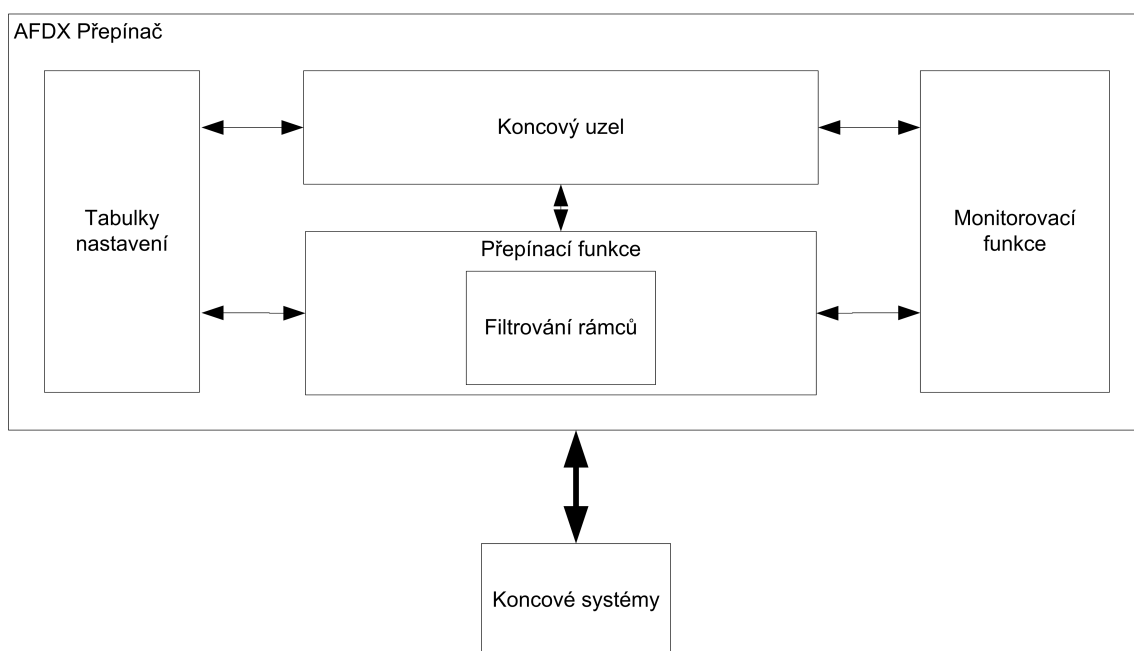 AFDX Přepínač
Koncový uzel
Tabulky
nastavení
Monitorovací
funkce
Přepínací funkce
Filtrování rámců
Koncové systémy